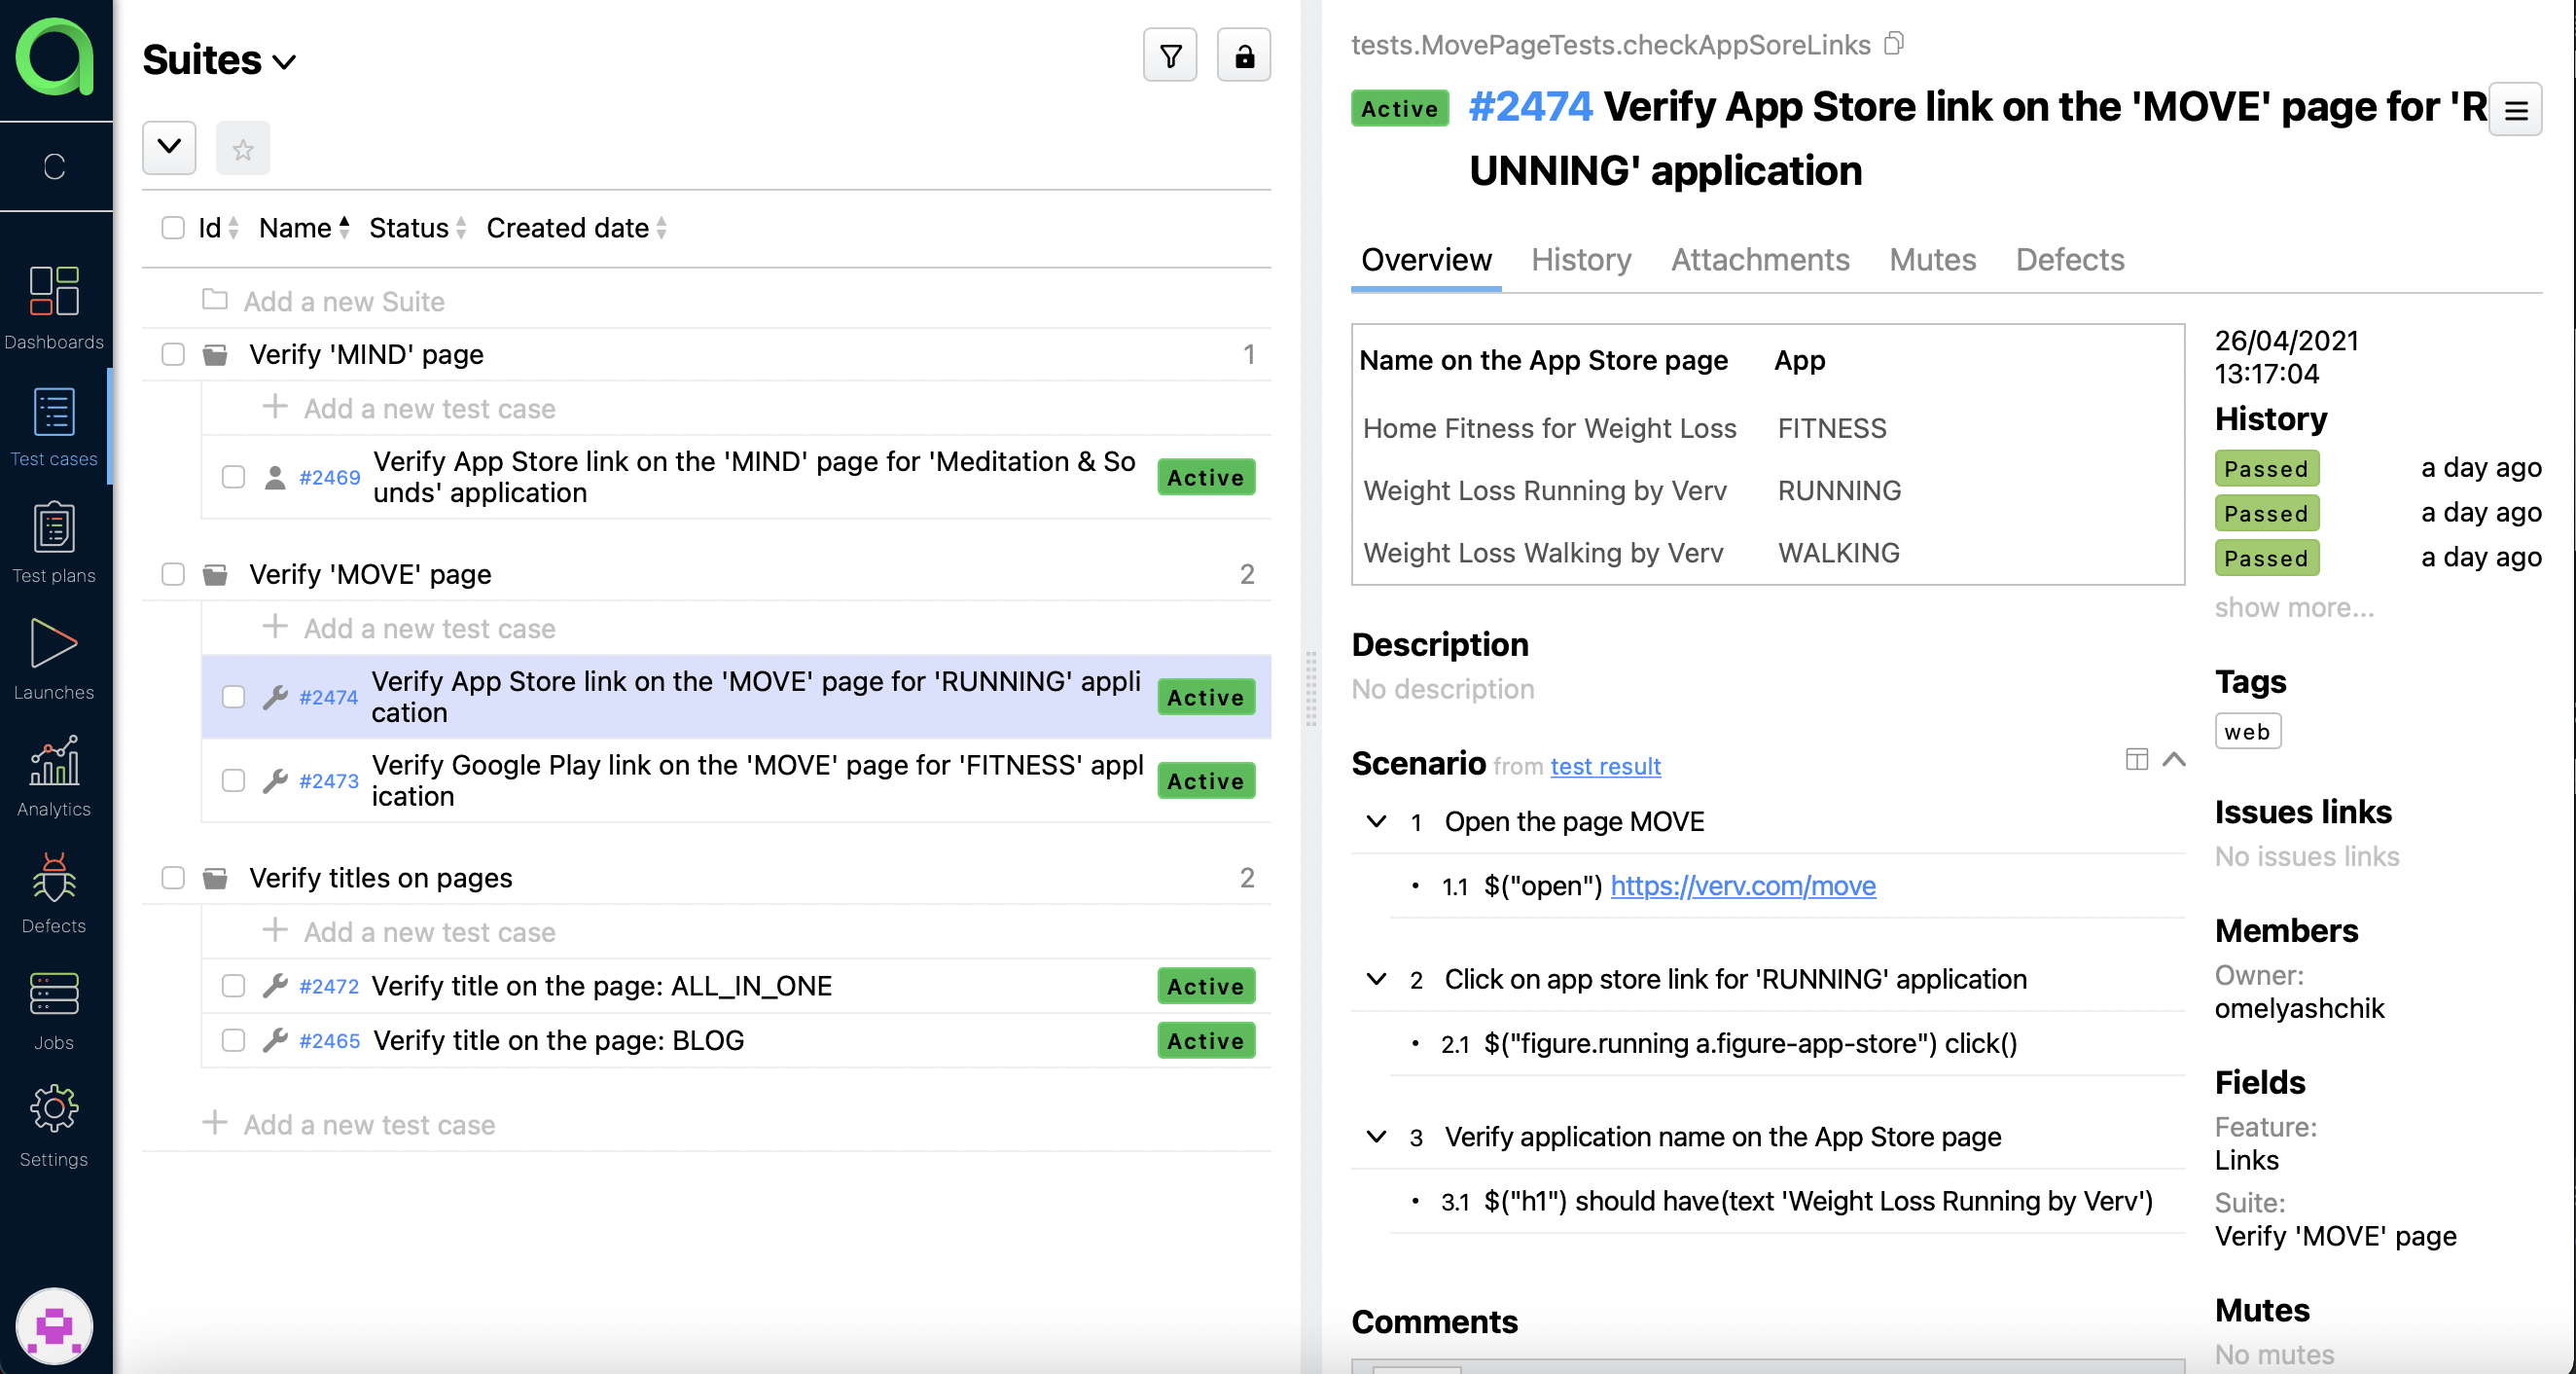 C
Dashboards
Test cases
Test plans
Launches
Analytics
Defects
Jobs
Settings
Suites
Id Name Status Created date
Add a new Suite
Verify 'MIND' page 1
Add a new test case
#2469 Verify App Store link on the 'MIND' page for 'Meditation & So
unds' application
Active
Verify 'MOVE' page 2
Add a new test case
#2474 Verify App Store link on the 'MOVE' page for 'RUNNING' appli
cation
Active
#2473 Verify Google Play link on the 'MOVE' page for 'FITNESS' appl
ication
Active
Verify titles on pages 2
Add a new test case
#2472 Verify title on the page: ALL_IN_ONE Active
#2465 Verify title on the page: BLOG Active
Add a new test case
tests.MovePageTests.checkAppSoreLinks
Active #2474 Verify App Store link on the 'MOVE' page for 'R
UNNING' application
Overview History Attachments Mutes Defects
Name on the App Store page App
Home Fitness for Weight Loss FITNESS
Weight Loss Running by Verv RUNNING
Weight Loss Walking by Verv WALKING
Description
No description
Scenario from test result
1 Open the page MOVE
• 1.1 $("open") https://verv.com/move
2 Click on app store link for 'RUNNING' application
• 2.1 $("figure.running a.figure-app-store") click()
3 Verify application name on the App Store page
• 3.1 $("h1") should have(text 'Weight Loss Running by Verv')
Comments
26/04/2021
13:17:04
History
Passed a day ago
Passed a day ago
Passed a day ago
show more...
Tags
web
Issues links
No issues links
Members
Owner:
omelyashchik
Fields
Feature:
Links
Suite:
Verify 'MOVE' page
Mutes
No mutes